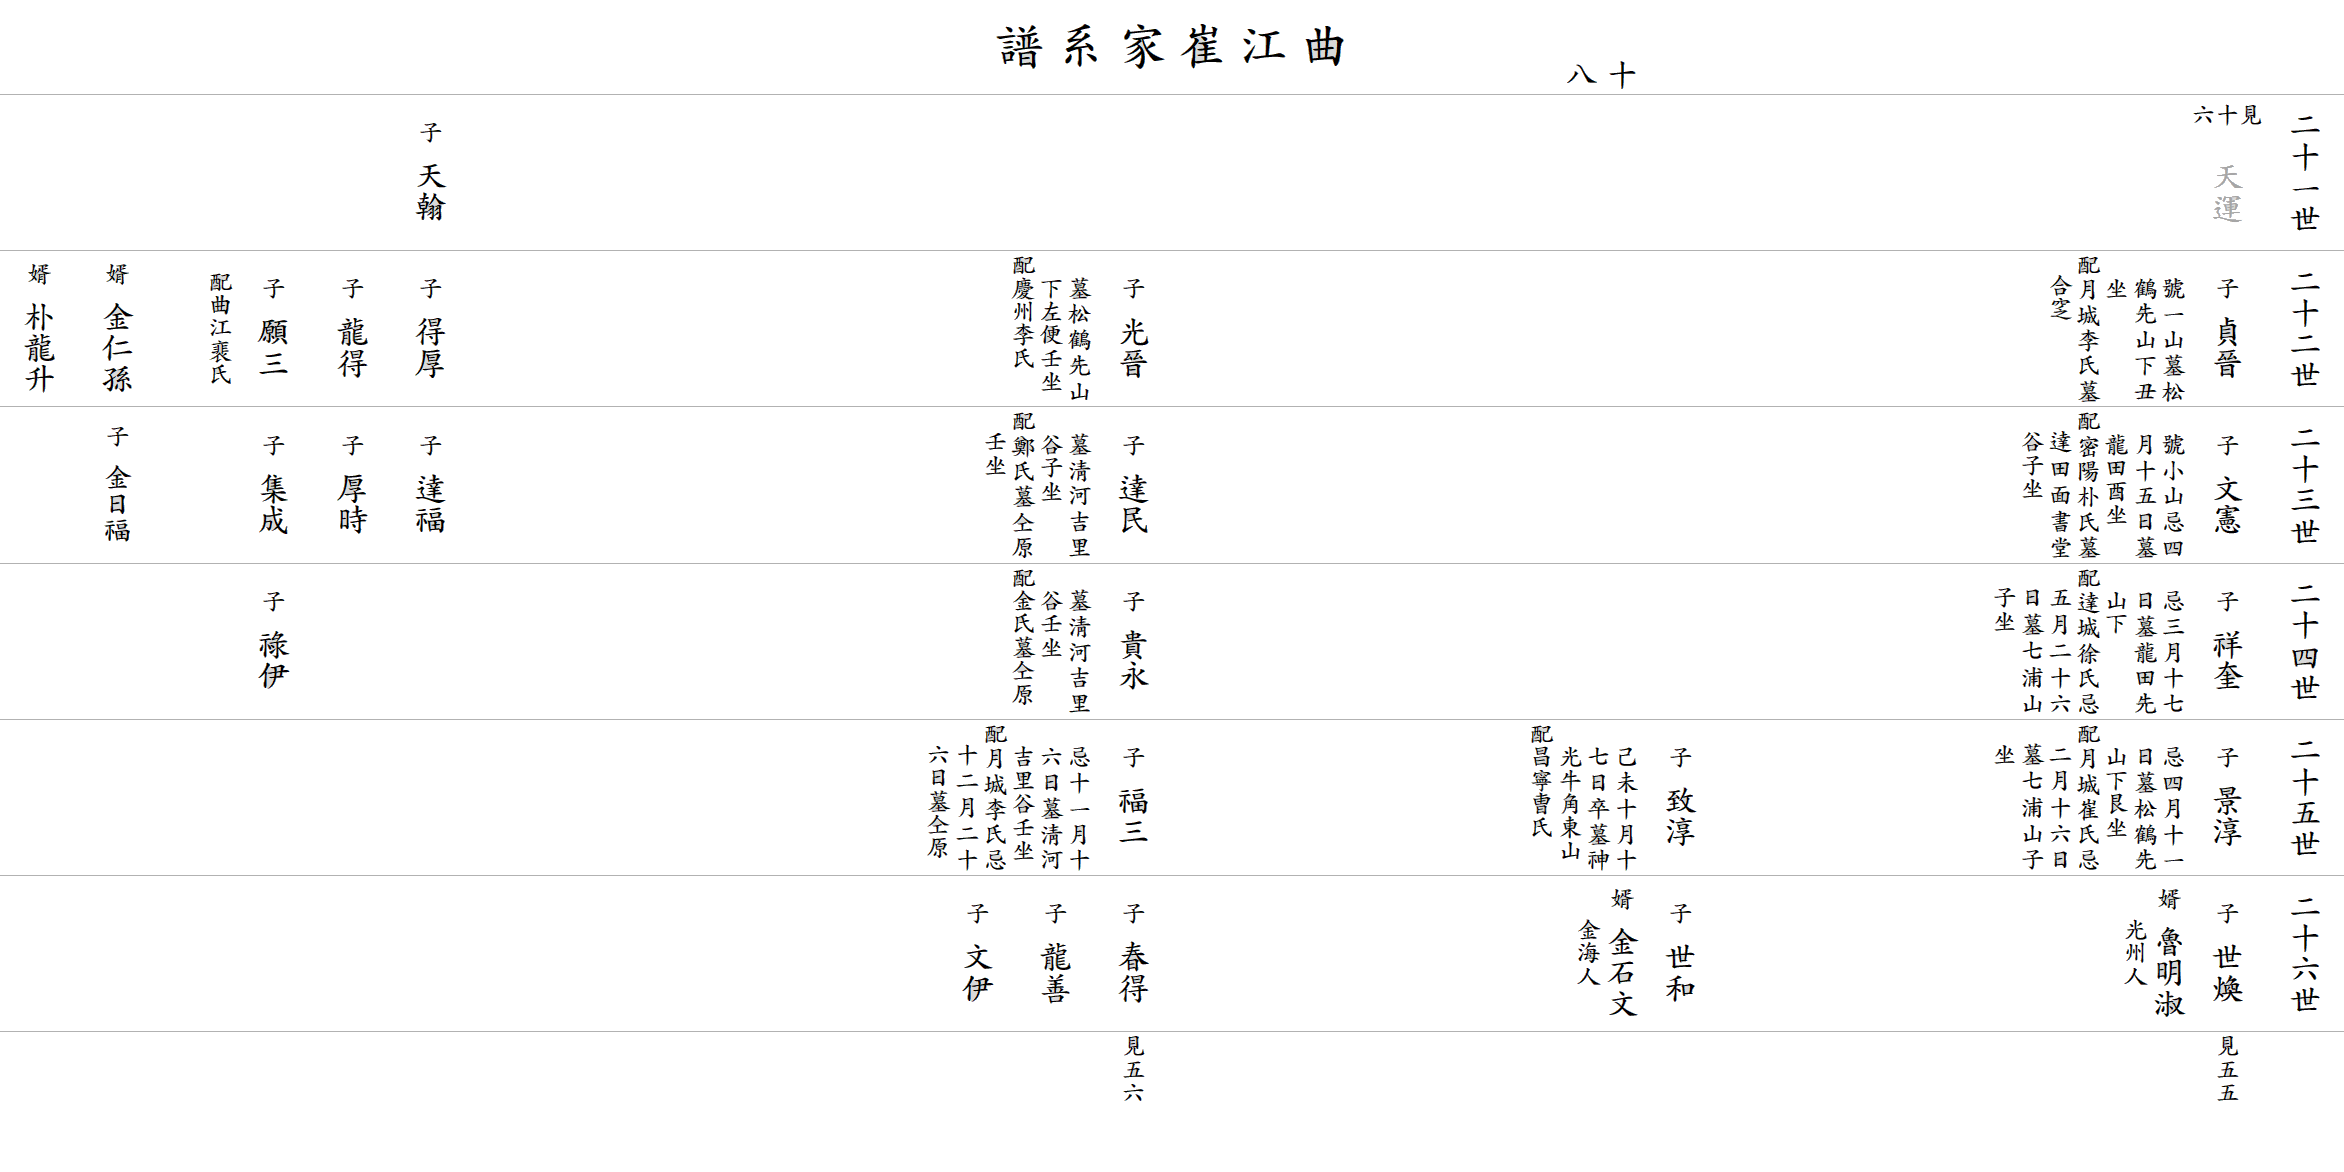 曲江崔家系譜
十八
二十一世
見十六
天運
子
天翰
二十二世
子
貞晉
號一山墓松
鶴先山下丑
坐
配月城李氏墓
合窆
子
光晉
墓松鶴先山
下左便壬坐
配慶州李氏
子
得厚
子
龍得
子
願三
配曲江裵氏
婿
金仁孫
婿
朴龍升
二十三世
子
文憲
號小山忌四
月十五日墓
龍田酉坐
配密陽朴氏墓
達田面書堂
谷子坐
子
達民
墓淸河吉里
谷子坐
配鄭氏墓仝原
壬坐
子
達福
子
厚時
子
集成
子
金日福
二十四世
子
祥奎
忌三月十七
日墓龍田先
山下
配達城徐氏忌
五月二十六
日墓七浦山
子坐
子
貴永
墓淸河吉里
谷壬坐
配金氏墓仝原
子
祿伊
二十五世
子
景淳
忌四月十一
日墓松鶴先
山下艮坐
配月城崔氏忌
二月十六日
墓七浦山子
坐
子
致淳
己未十月十
七日卒墓神
光牛角東山
配昌寧曺氏
子
福三
忌十一月十
六日墓淸河
吉里谷壬坐
配月城李氏忌
十二月二十
六日墓仝原
二十六世
子
世煥
婿
魯明淑
光州人
子
世和
婿
金石文
金海人
子
春得
子
龍善
子
文伊
見五五
見五六